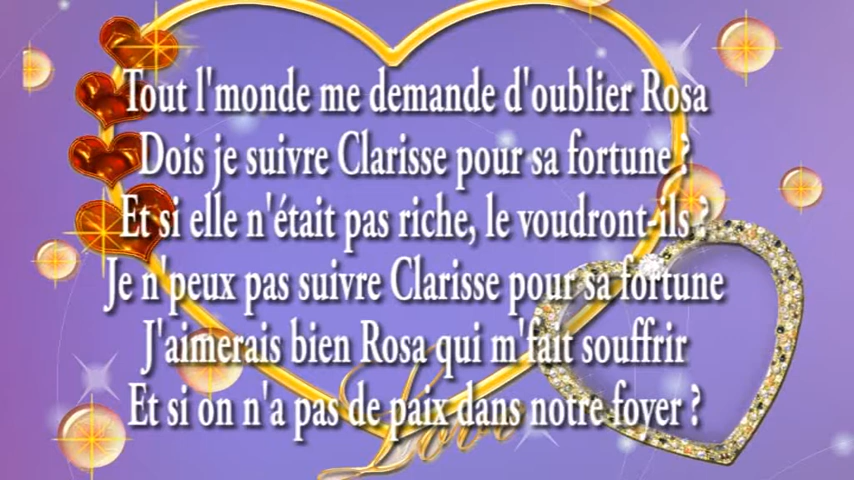 Tout l'monde me demande d'oublier Rosa
Dois je suivre Clarisse pour sa fortune ?
Et si elle n'était pas riche, le voudront-ils ?
Je n'peux pas suivre Clarisse pour sa fortune
J'aimerais bien Rosa qui m'fait souffrir
Et si on n'a pas de paix dans notre foyer ?
Love